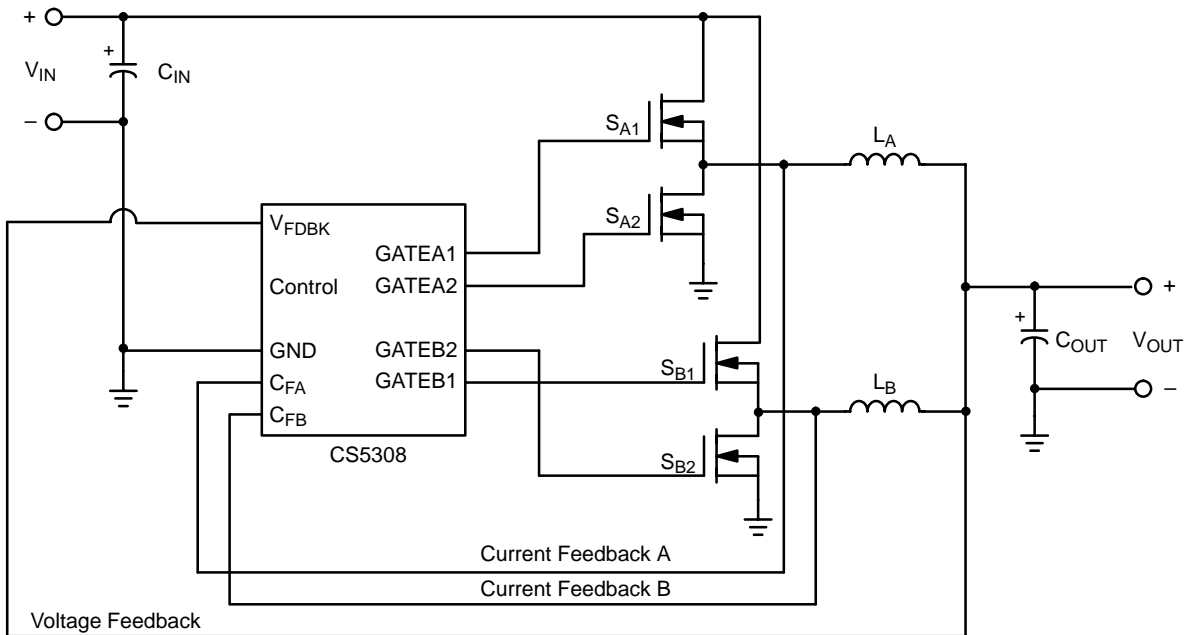 +
+
V_IN
C_IN
–
S_A1
L_A
S_A2
V_FDBK
GATEA1
Control
GATEA2
+
+
C_OUT
V_OUT
GND
GATEB2
C_FA
GATEB1
S_B1
L_B
–
C_FB
CS5308
S_B2
Current Feedback A
Current Feedback B
Voltage Feedback